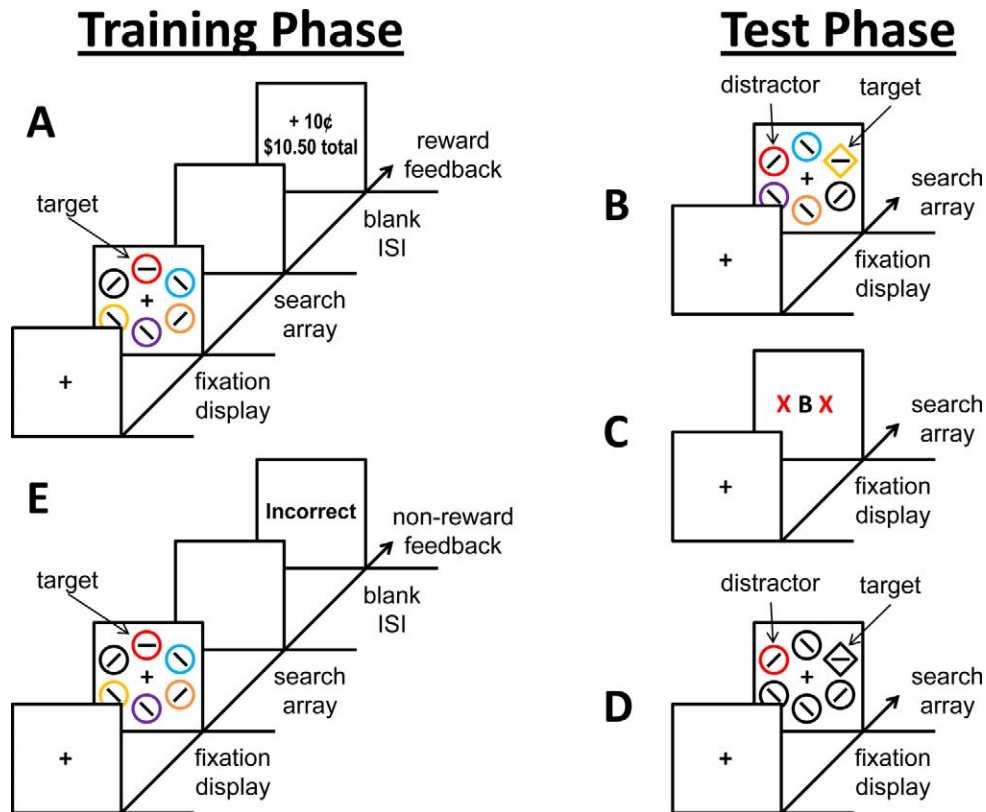 Training Phase
A
+ 10¢
$10.50 total
reward
feedback
blank
ISI
target
+
search
array
+
fixation
display
E
Incorrect
non-reward
feedback
blank
ISI
target
+
search
array
+
fixation
display
Test Phase
distractor
target
B
+
search
array
+
fixation
display
C
X B X
search
array
+
fixation
display
distractor
target
D
+
search
array
+
fixation
display